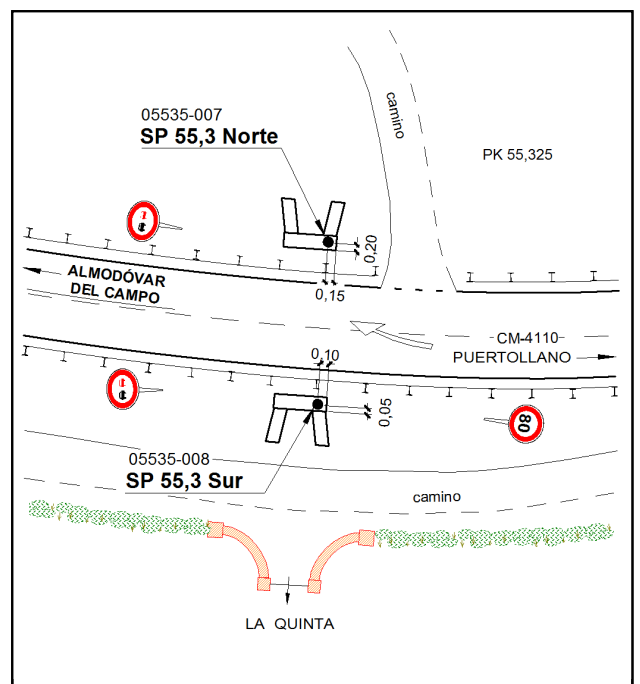 05535-007
SP 55,3 Norte
camino
PK 55,325
0,20
0,15
ALMODÓVAR
DEL CAMPO
CM-4110
PUERTOLLANO
0,10
0,05
80
05535-008
SP 55,3 Sur
camino
LA QUINTA